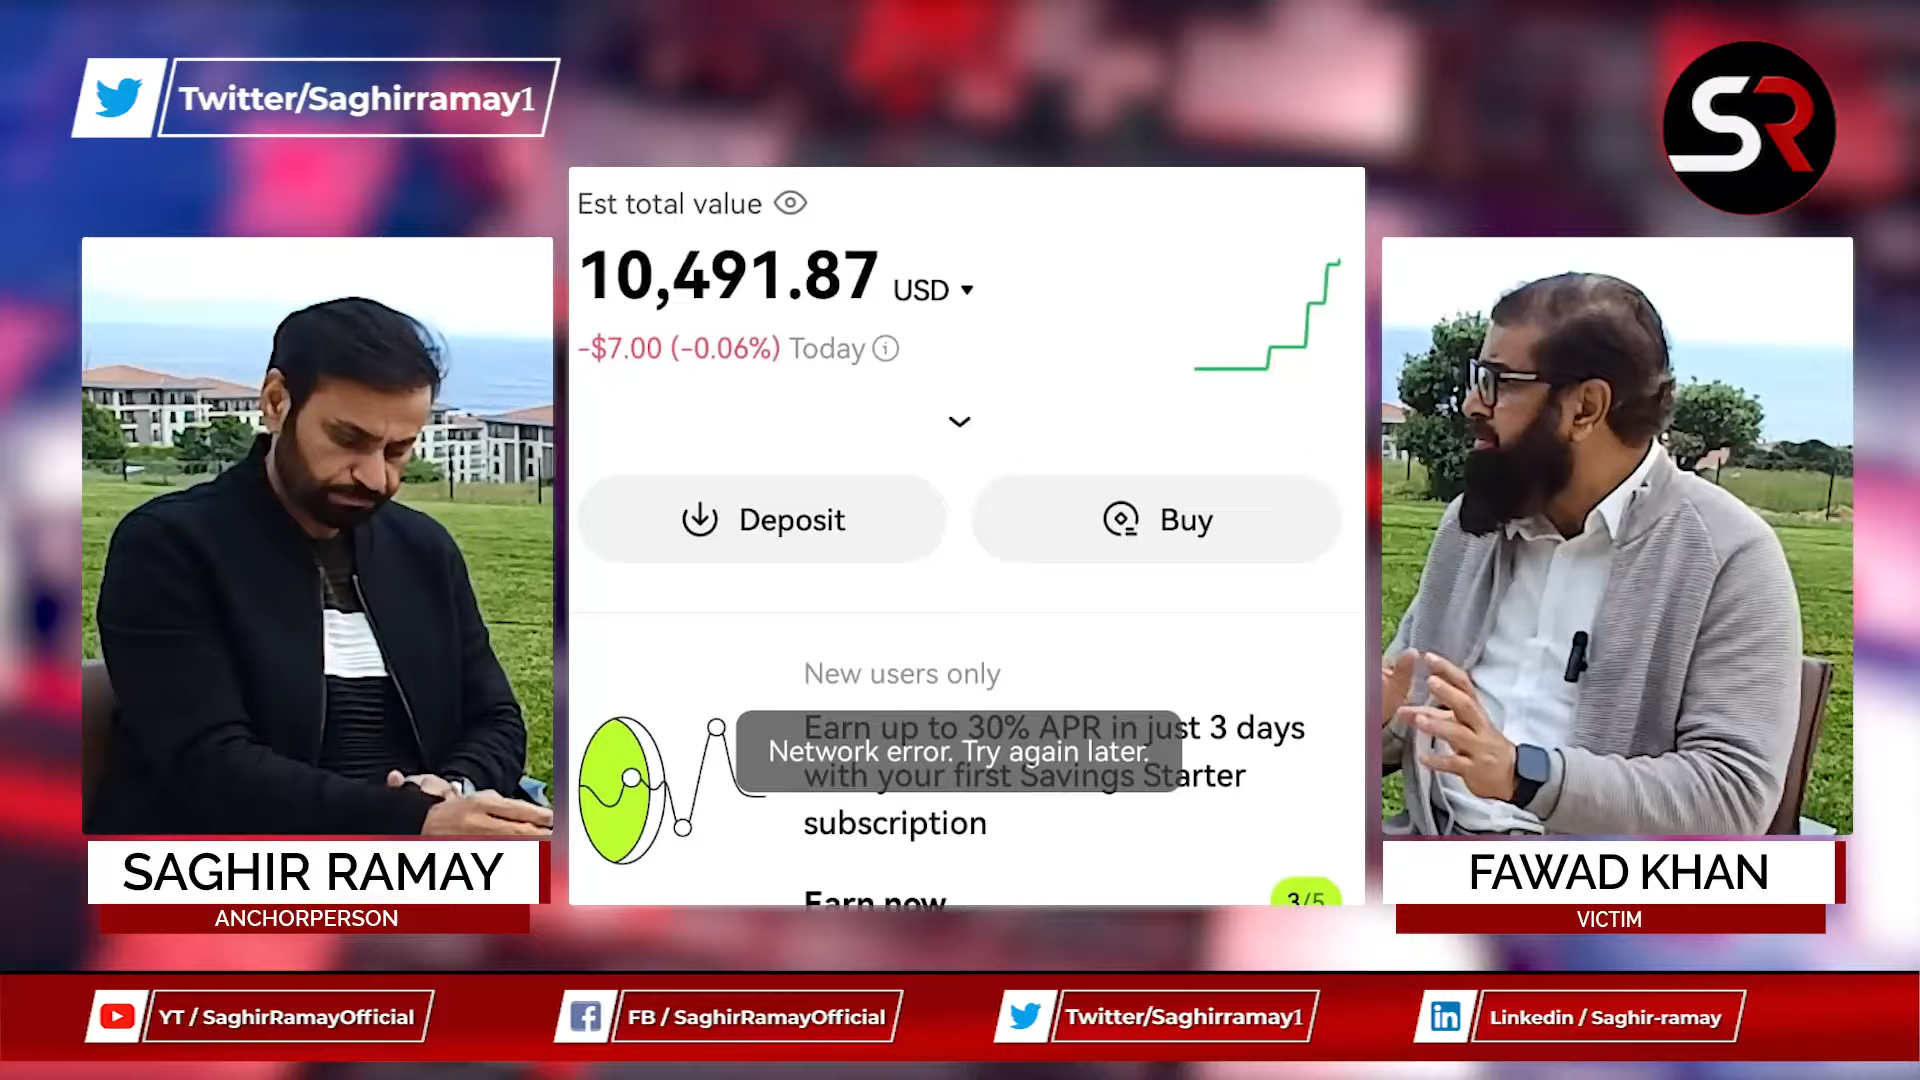 Twitter/Saghirramay1
SR
Est total value
10,491.87 USD
-$7.00 (-0.06%) Today
Deposit
Buy
New users only
Earn up to 30% APR in just 3 days
with your first Savings Starter
subscription
Network error. Try again later.
Earn now
3/5
SAGHIR RAMAY
ANCHORPERSON
FAWAD KHAN
VICTIM
YT / SaghirRamayOfficial
FB / SaghirRamayOfficial
Twitter/Saghirramay1
Linkedin / Saghir-ramay